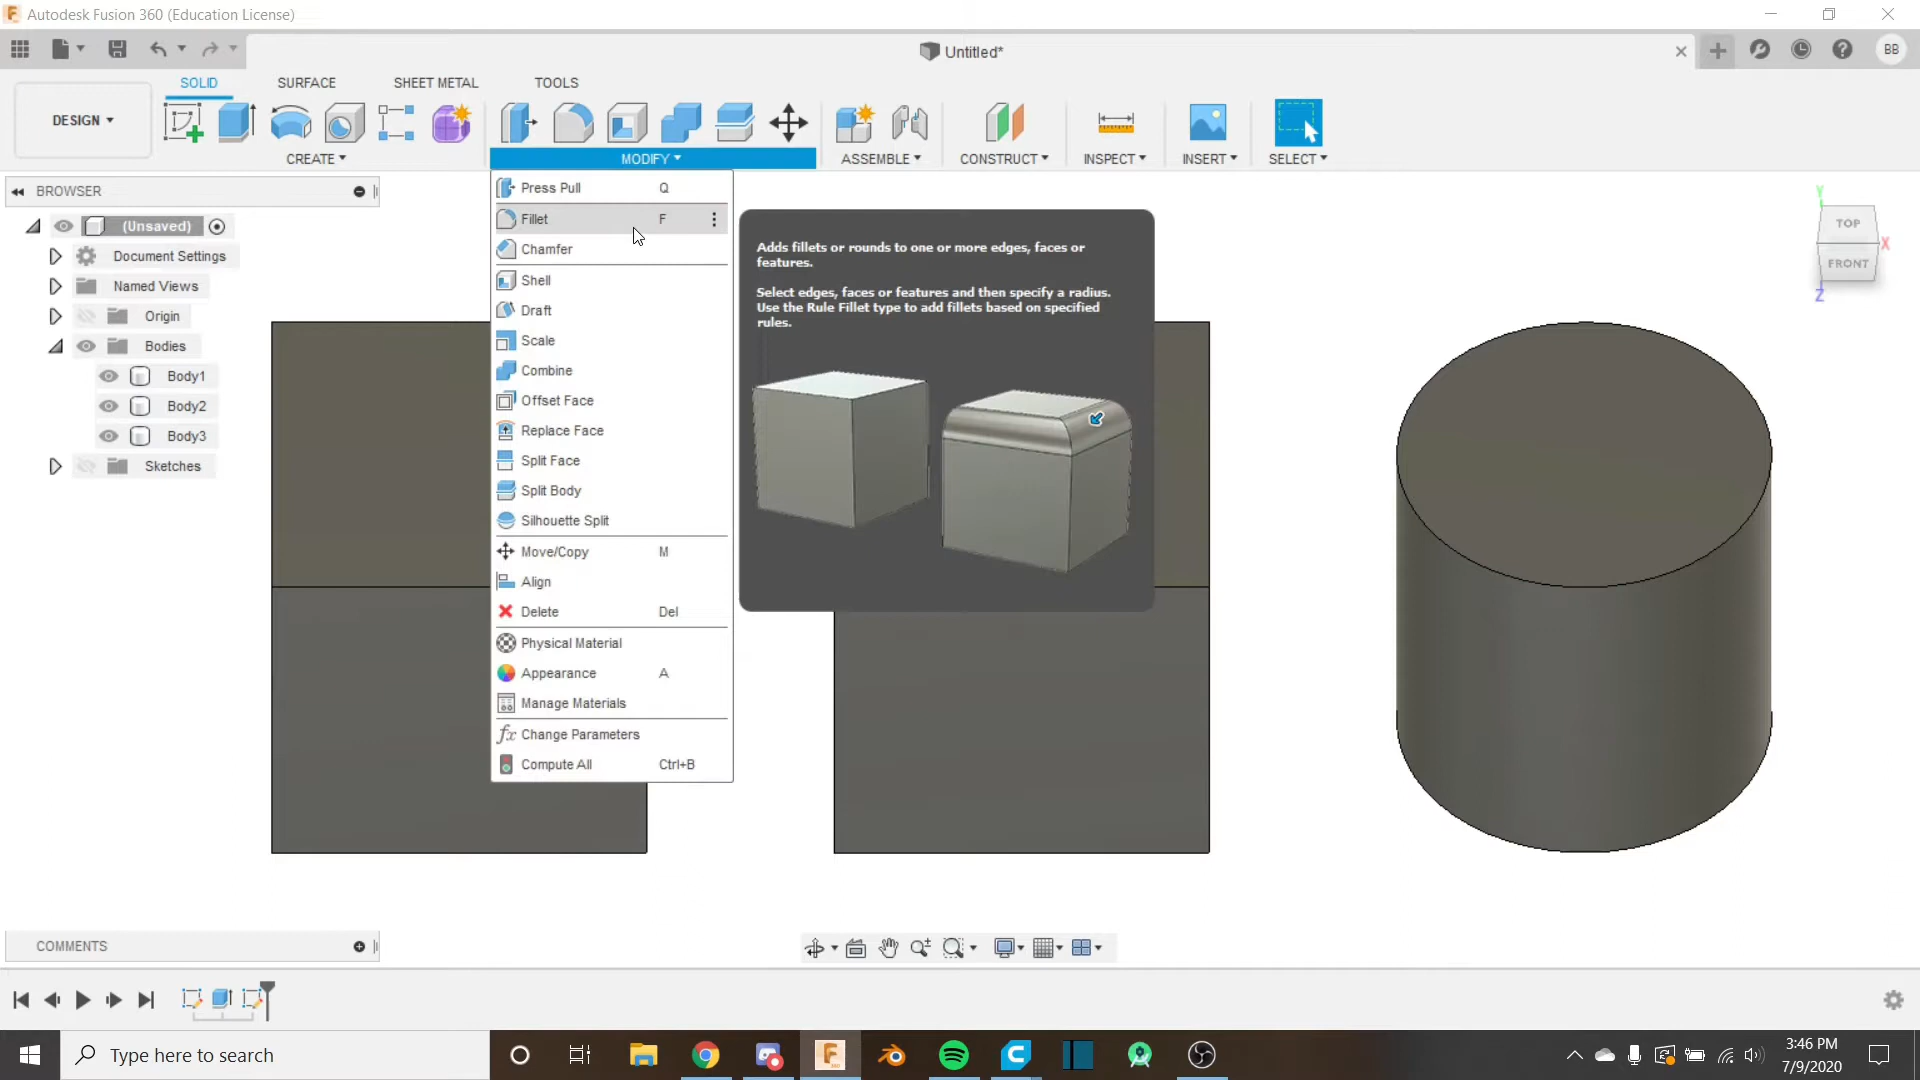 Autodesk Fusion 360 (Education License)
Untitled*
BB
DESIGN
SOLID
SURFACE
SHEET METAL
TOOLS
CREATE
MODIFY
ASSEMBLE
CONSTRUCT
INSPECT
INSERT
SELECT
BROWSER
(Unsaved)
Document Settings
Named Views
Origin
Bodies
Body1
Body2
Body3
Sketches
Press Pull Q
Fillet F
Chamfer
Shell
Draft
Scale
Combine
Offset Face
Replace Face
Split Face
Split Body
Silhouette Split
Move/Copy M
Align
Delete Del
Physical Material
Appearance A
Manage Materials
Change Parameters
Compute All Ctrl+B
Adds fillets or rounds to one or more edges, faces or
features.
Select edges, faces or features and then specify a radius.
Use the Rule Fillet type to add fillets based on specified
rules.
Y
TOP
X
FRONT
Z
COMMENTS
Type here to search
3:46 PM
7/9/2020